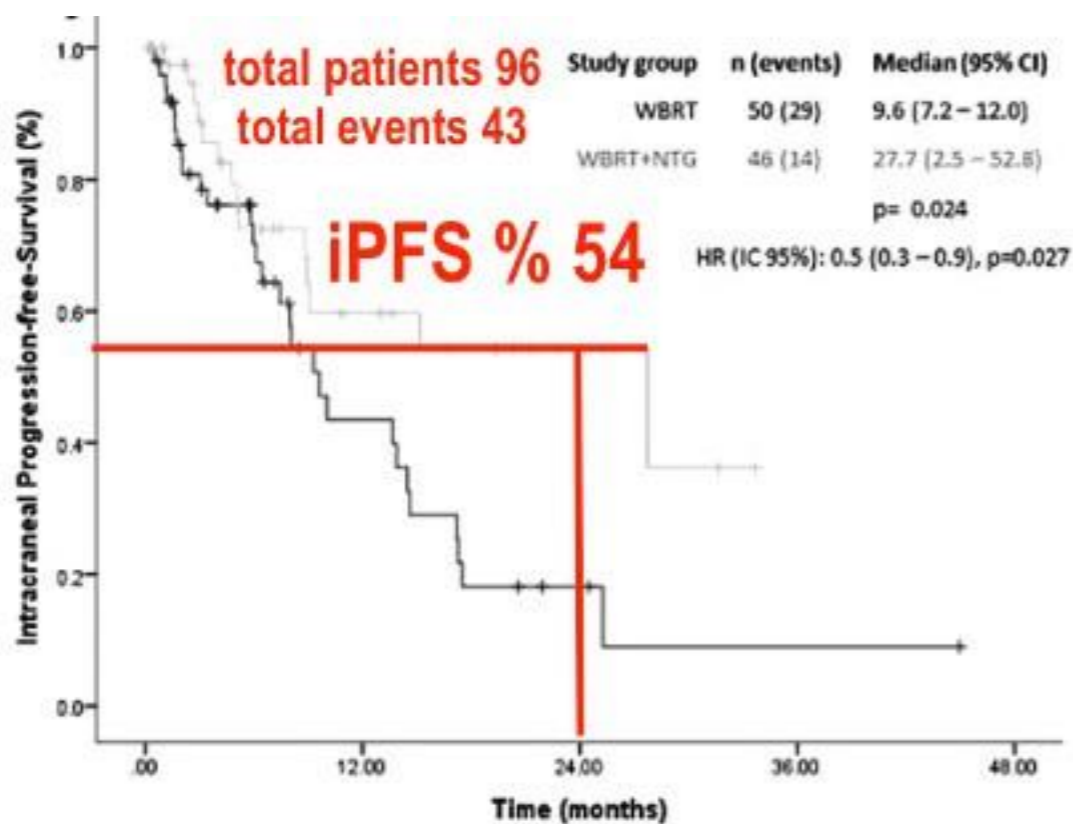 total patients 96
total events 43
iPFS % 54
Study group n (events) Median (95% CI)
WBRT 50 (29) 9.6 (7.2 – 12.0)
WBRT+NTG 46 (14) 27.7 (2.5 – 52.8)
p= 0.024
HR (IC 95%): 0.5 (0.3 – 0.9), p=0.027
Intracraneal Progression-free-Survival (%)
1.0
0.8
0.6
0.4
0.2
0.0
.00 12.00 24.00 36.00 48.00
Time (months)